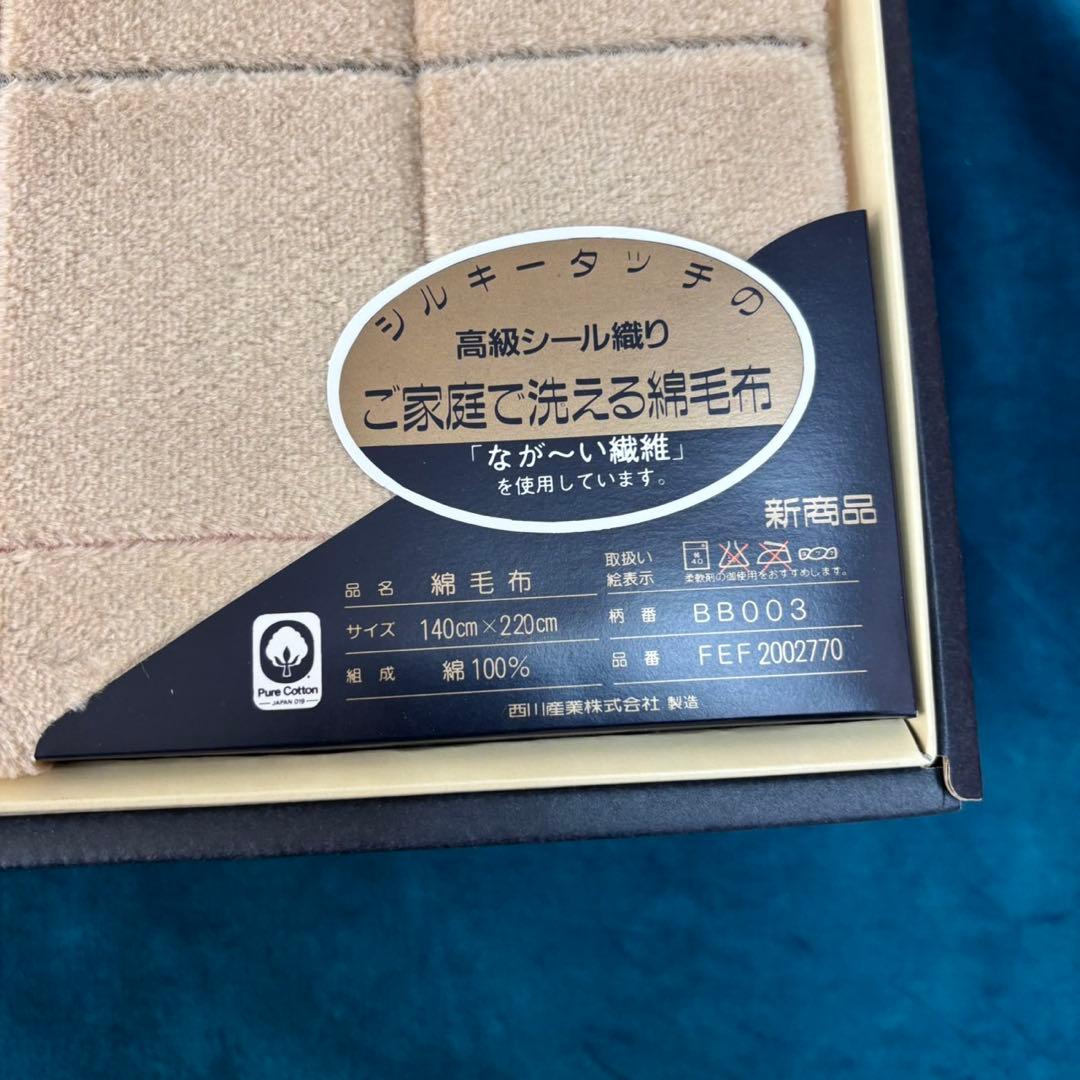 シルキータッチの
高級シール織り
ご家庭で洗える綿毛布
「なが〜い繊維」
を使用しています。
新商品
品名 綿毛布
サイズ 140cm×220cm
組成 綿100%
取扱い
絵表示
40
柔軟剤の御使用をおすすめします。
柄番 BB003
品番 FEF2002770
西川産業株式会社 製造
Pure Cotton
JAPAN 019